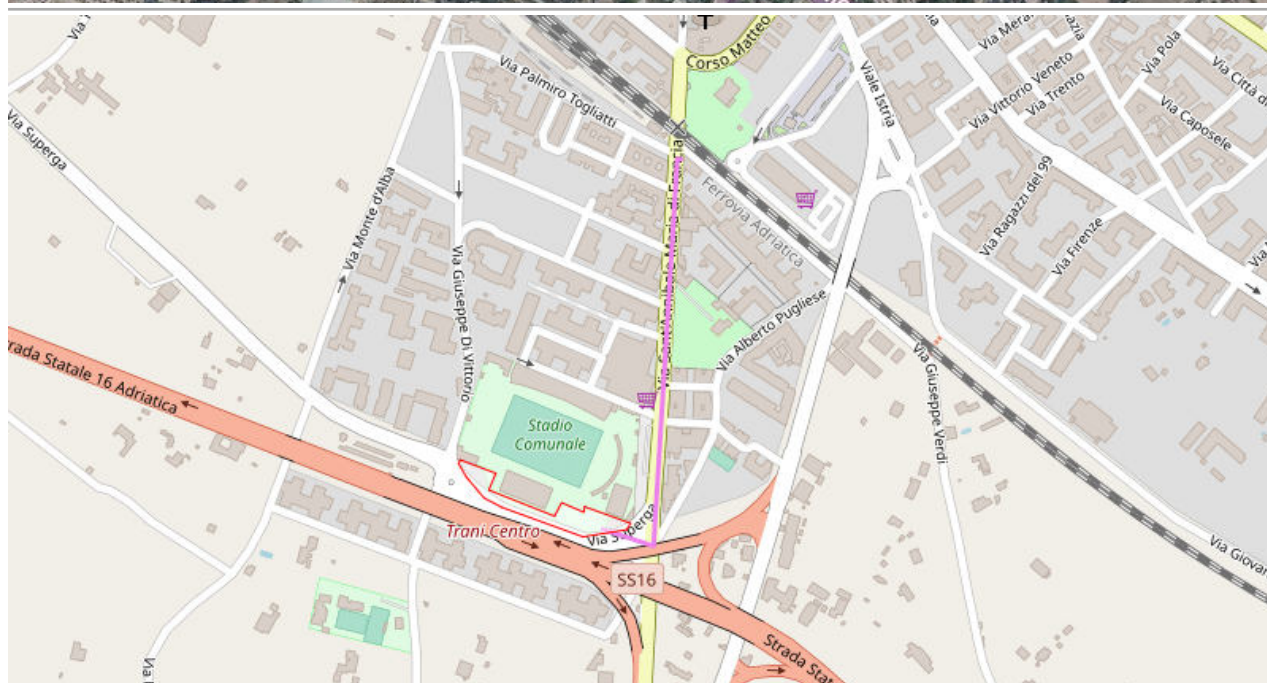 Corso Matteo
Via Palmiro Togliatti
Viale Istria
Via Vittorio Veneto
Via Trento
Via Pola
Via Caposele
Via Superga
Via Monte d'Alba
Ferrovia Adriatica
Via Ragazzi del 99
Via Firenze
Via Giuseppe Di Vittorio
Via Alberto Pugliese
Strada Statale 16 Adriatica
Via Giuseppe Verdi
Stadio
Comunale
Trani Centro
Via Superga
SS16
Via
Strada